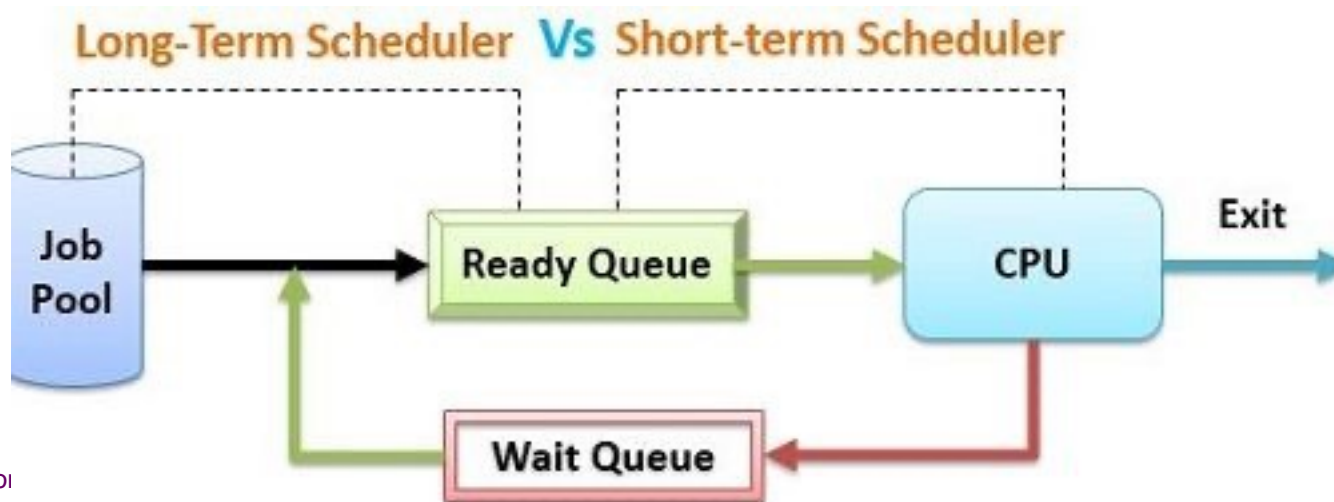 Long-Term Scheduler Vs Short-term Scheduler
Job
Pool
Ready Queue
CPU
Exit
Wait Queue